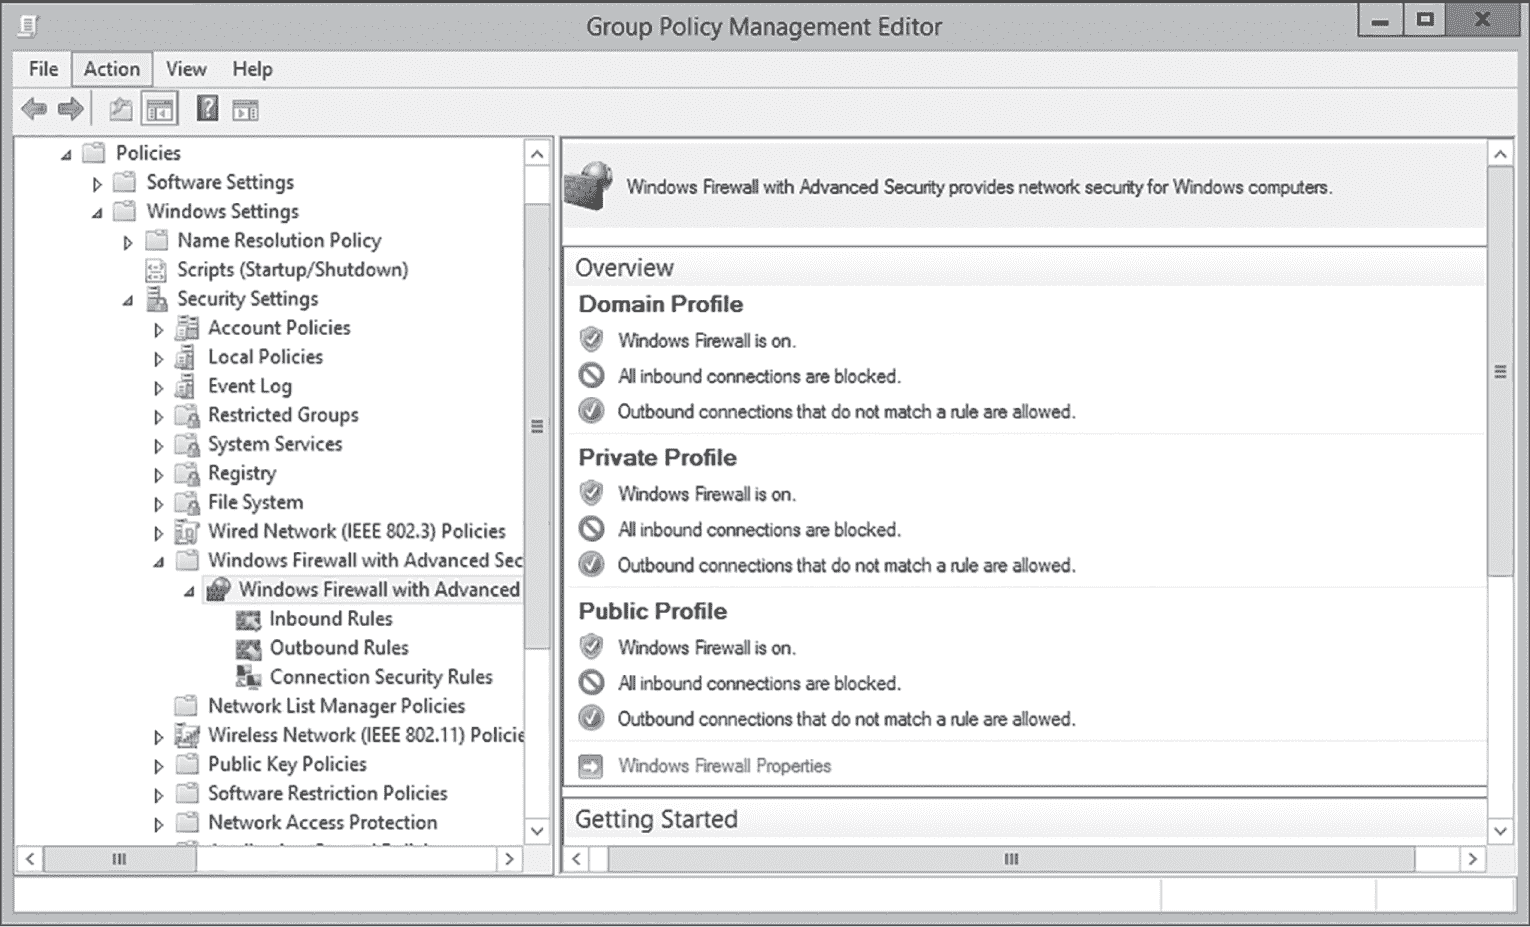 Group Policy Management Editor
File Action View Help
Policies
Software Settings
Windows Settings
Name Resolution Policy
Scripts (Startup/Shutdown)
Security Settings
Account Policies
Local Policies
Event Log
Restricted Groups
System Services
Registry
File System
Wired Network (IEEE 802.3) Policies
Windows Firewall with Advanced Sec
Windows Firewall with Advanced
Inbound Rules
Outbound Rules
Connection Security Rules
Network List Manager Policies
Wireless Network (IEEE 802.11) Policie
Public Key Policies
Software Restriction Policies
Network Access Protection
Windows Firewall with Advanced Security provides network security for Windows computers.
Overview
Domain Profile
Windows Firewall is on.
All inbound connections are blocked.
Outbound connections that do not match a rule are allowed.
Private Profile
Windows Firewall is on.
All inbound connections are blocked.
Outbound connections that do not match a rule are allowed.
Public Profile
Windows Firewall is on.
All inbound connections are blocked.
Outbound connections that do not match a rule are allowed.
Windows Firewall Properties
Getting Started